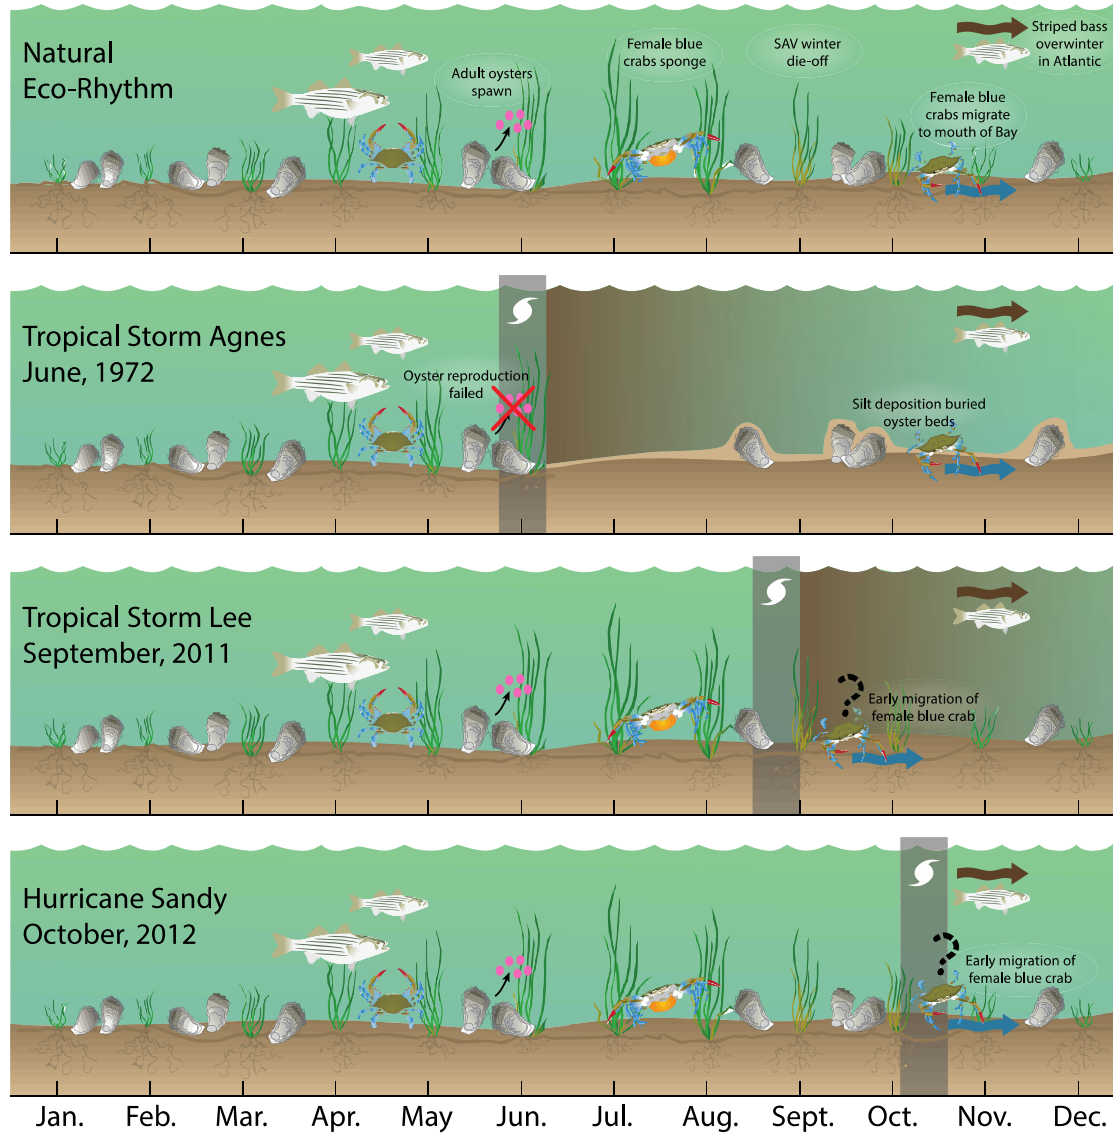 Natural
Eco-Rhythm
Adult oysters
spawn
Female blue
crabs sponge
SAV winter
die-off
Female blue
crabs migrate
to mouth of Bay
Striped bass
overwinter
in Atlantic
Tropical Storm Agnes
June, 1972
Oyster reproduction
failed
Silt deposition buried
oyster beds
Tropical Storm Lee
September, 2011
?
Early migration of
female blue crab
Hurricane Sandy
October, 2012
?
Early migration of
female blue crab
Jan. Feb. Mar. Apr. May Jun. Jul. Aug. Sept. Oct. Nov. Dec.